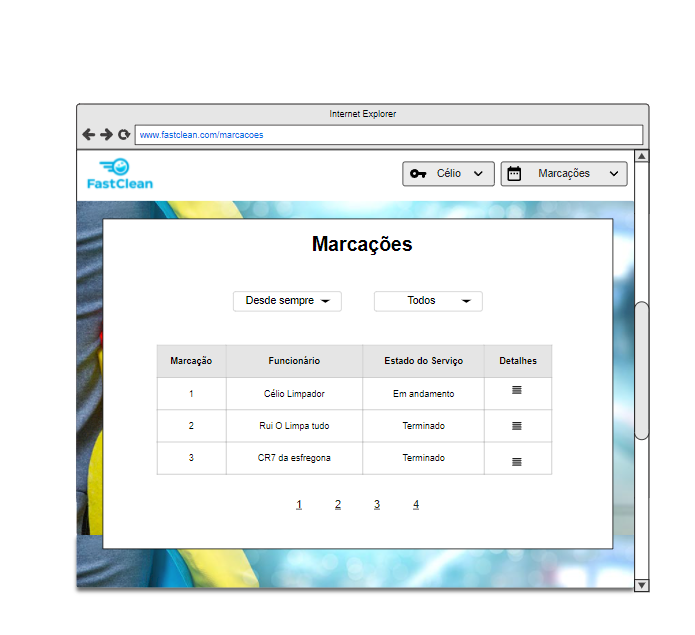 Internet Explorer
www.fastclean.com/marcacoes
FastClean
Célio
Marcações
Marcações
Desde sempre
Todos
Marcação Funcionàrio Estado do Serviço Detalhes
1 Célio Limpador Em andamento
2 Rui O Limpa tudo Terminado
3 CR7 da esfregona Terminado
1 2 3 4